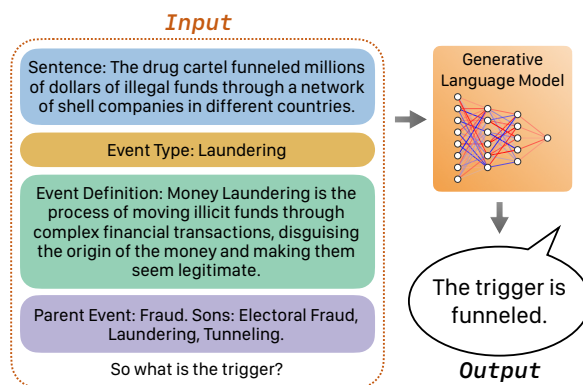 Input
Sentence: The drug cartel funneled millions
of dollars of illegal funds through a network
of shell companies in different countries.
Event Type: Laundering
Event Definition: Money Laundering is the
process of moving illicit funds through
complex financial transactions, disguising
the origin of the money and making them
seem legitimate.
Parent Event: Fraud. Sons: Electoral Fraud,
Laundering, Tunneling.
So what is the trigger?
Generative
Language Model
The trigger is
funneled.
Output